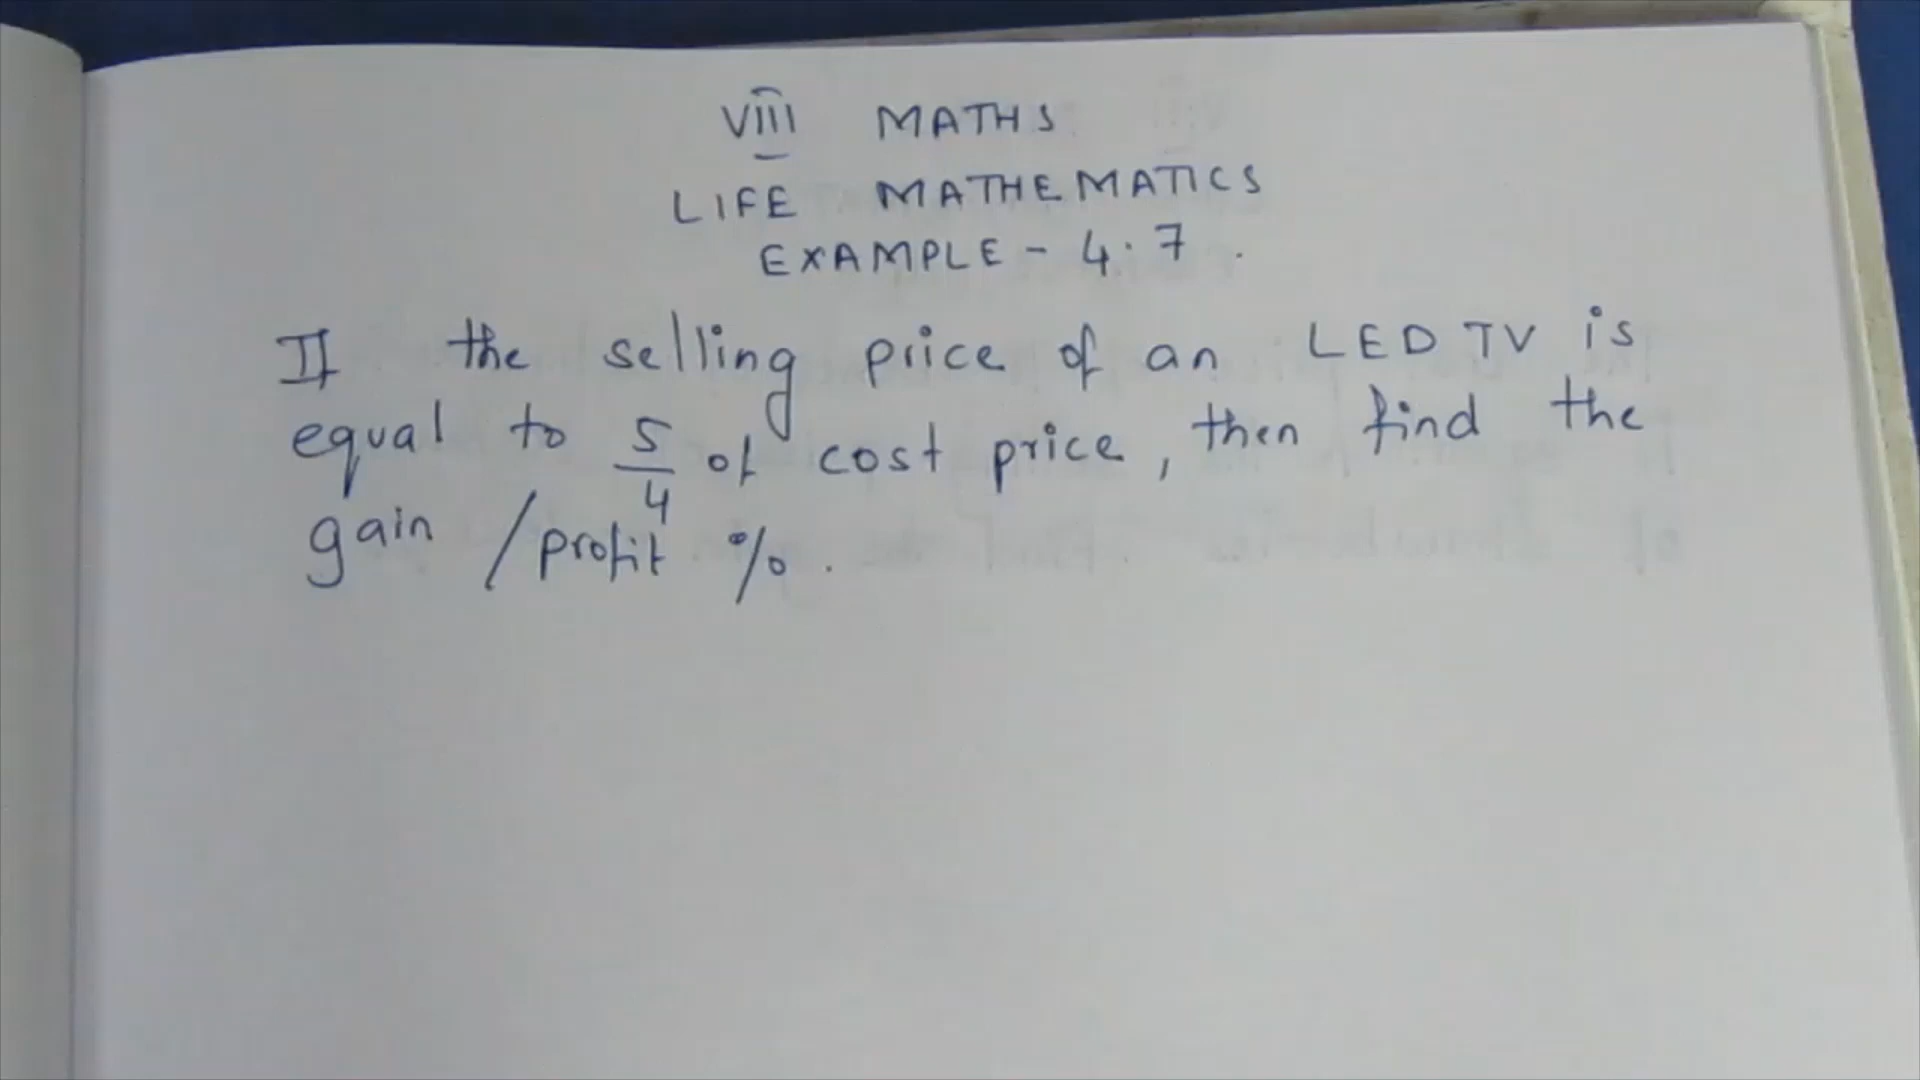 VIII MATHS
LIFE MATHEMATICS
EXAMPLE - 4.7.
If the selling price of an LED TV is
equal to 5/4 of cost price, then find the
gain / profit %.